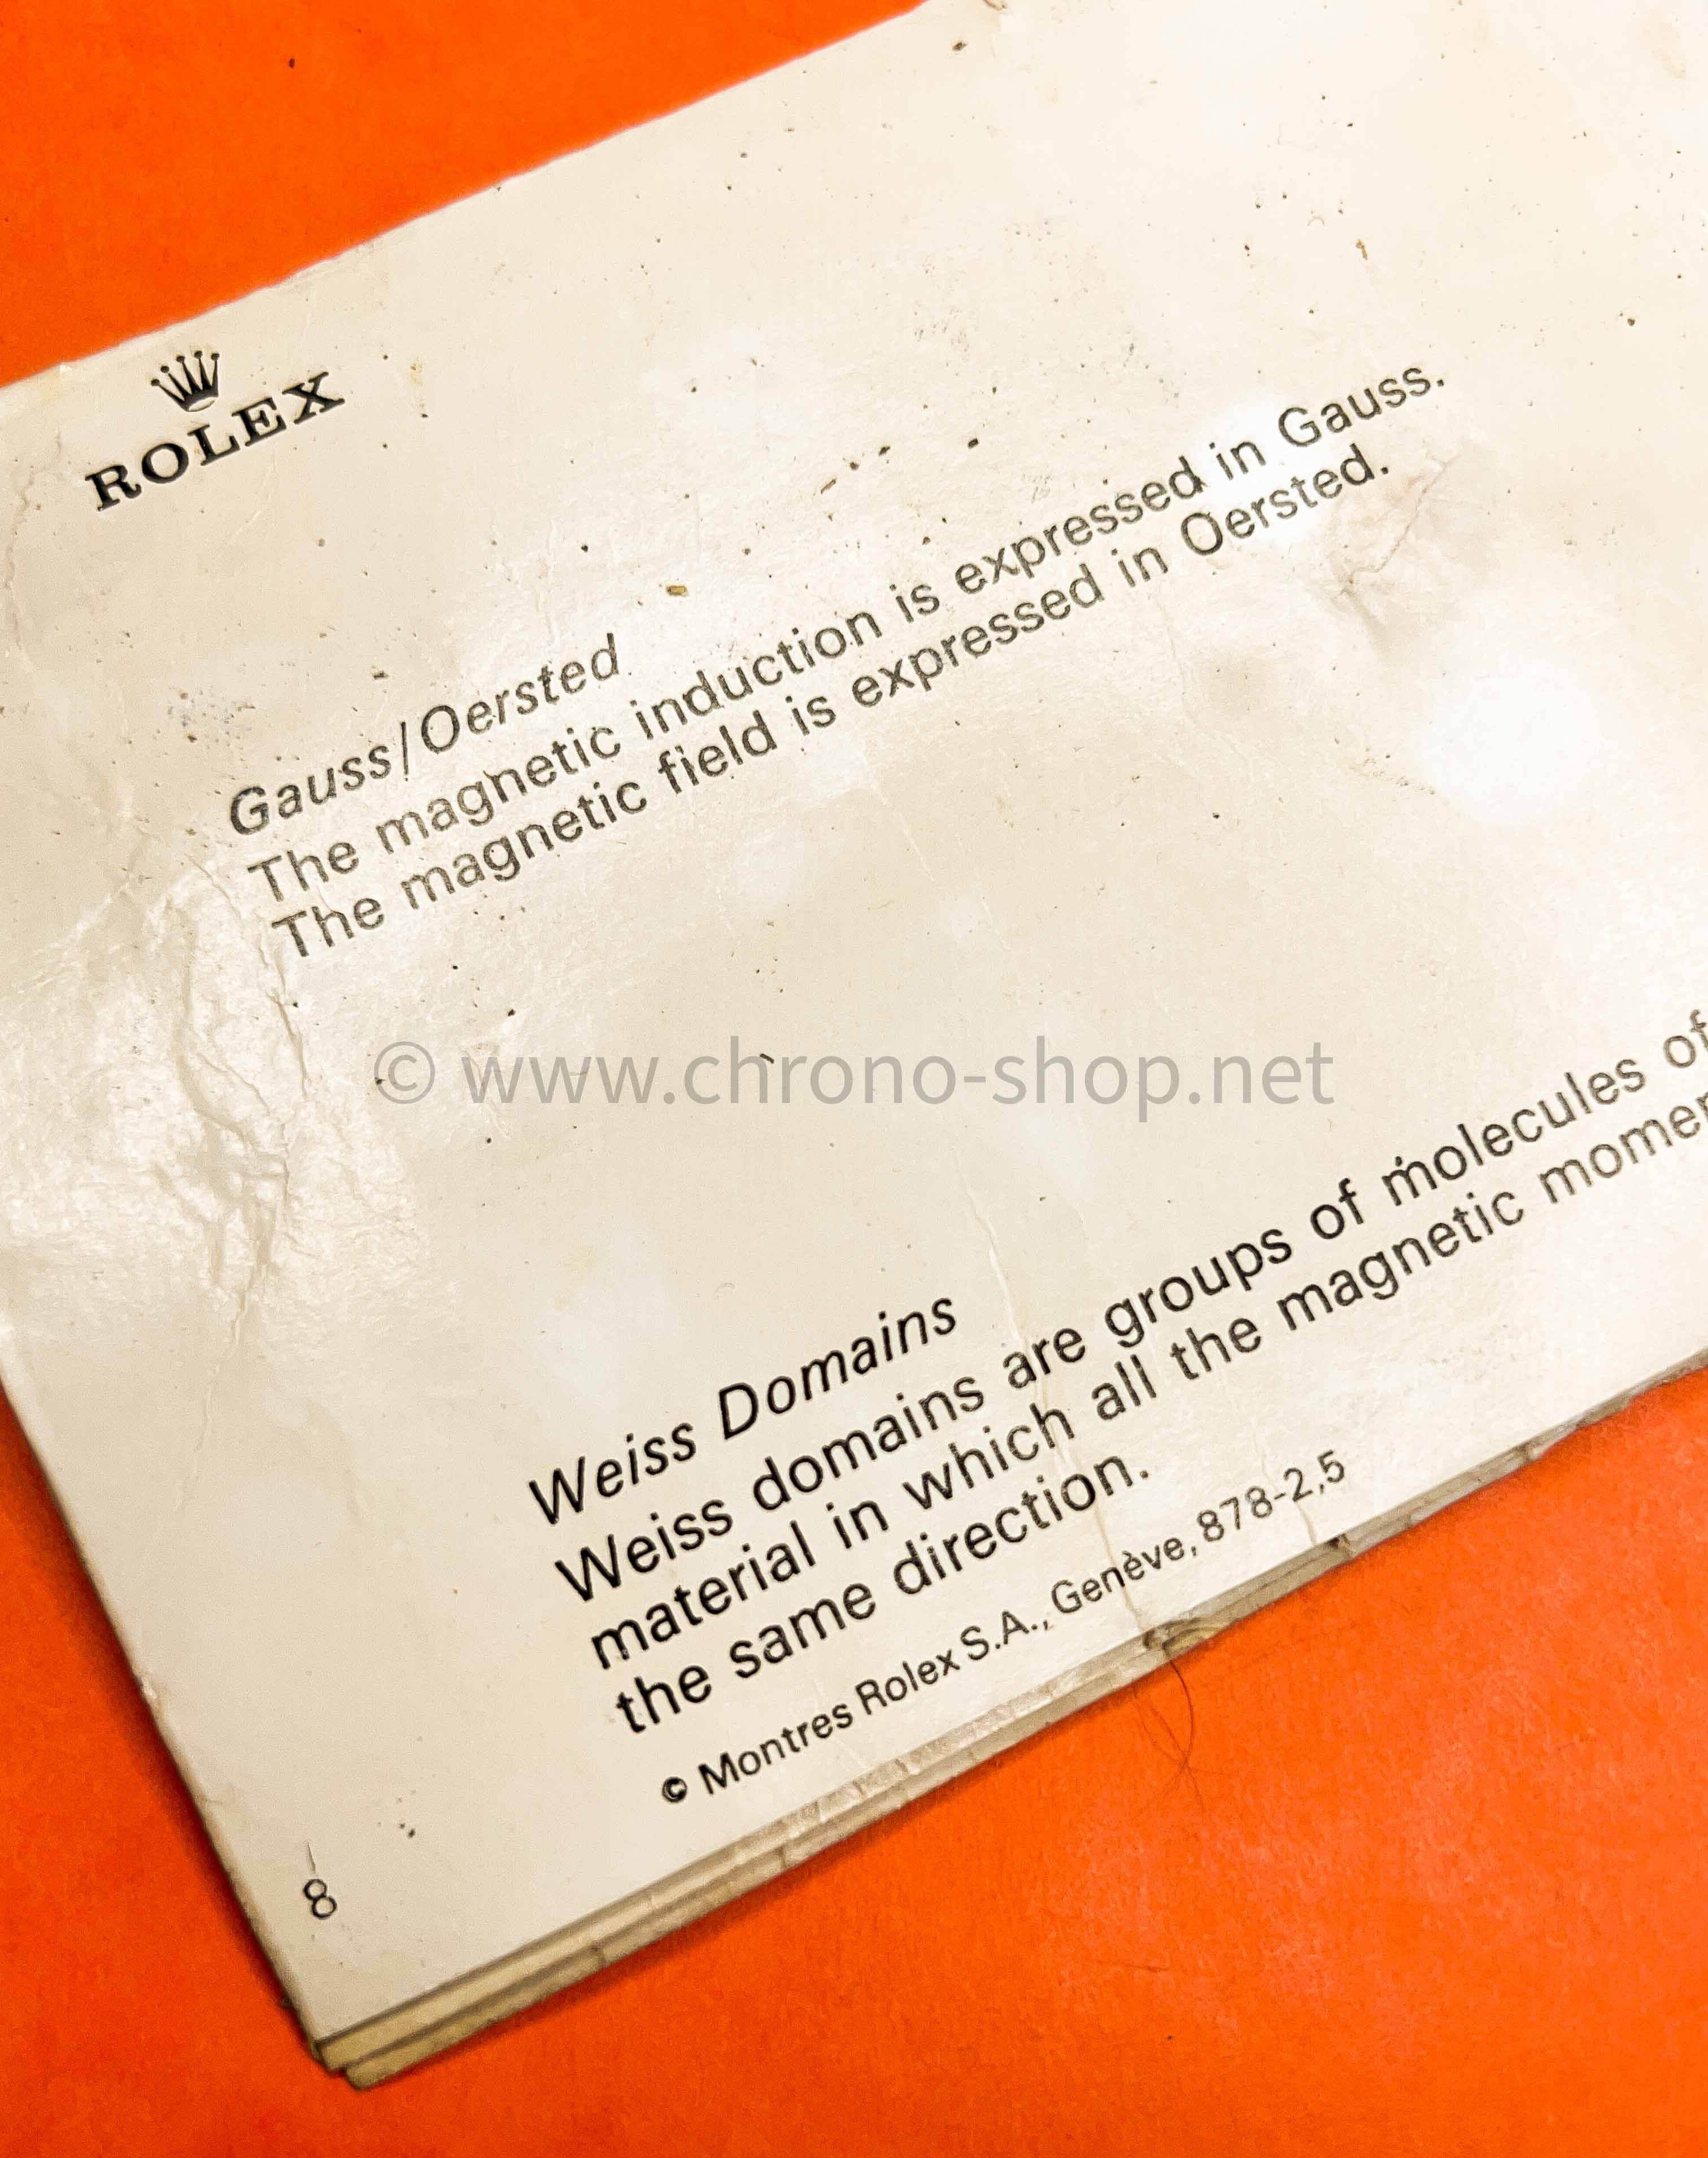 ROLEX
Gauss/Oersted
The magnetic induction is expressed in Gauss.
The magnetic field is expressed in Oersted.
© www.chrono-shop.net
Weiss Domains
Weiss domains are groups of molecules of
material in which all the magnetic
the same direction.
© Montres Rolex S.A., Genève, 878-2,5
8